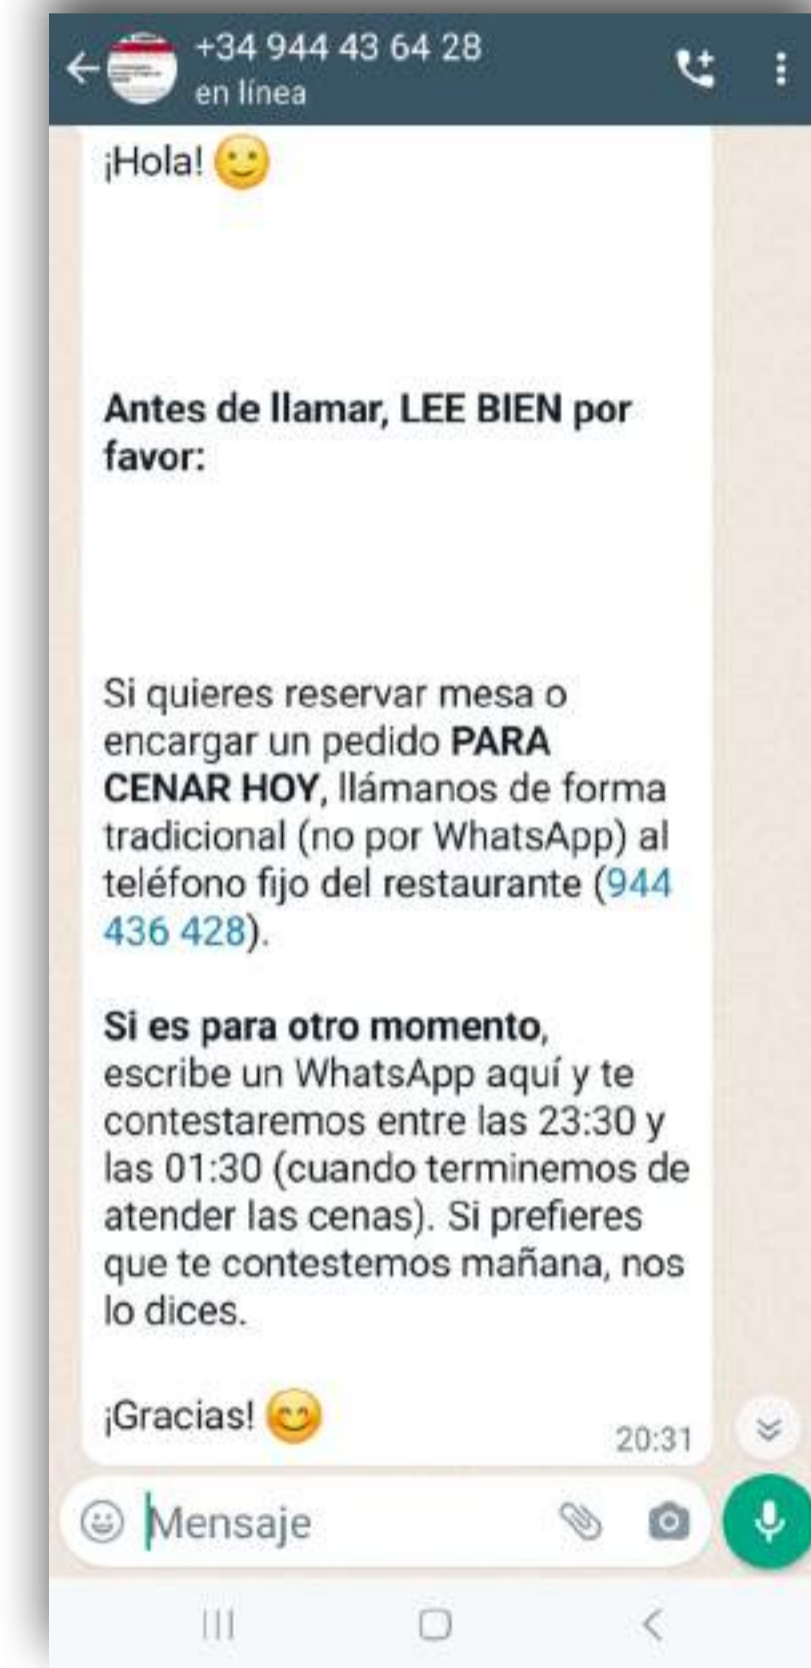 +34 944 43 64 28
en línea
¡Hola! 🙂
Antes de llamar, LEE BIEN por
favor:
Si quieres reservar mesa o
encargar un pedido PARA
CENAR HOY, llámanos de forma
tradicional (no por WhatsApp) al
teléfono fijo del restaurante (944
436 428).
Si es para otro momento,
escribe un WhatsApp aquí y te
contestaremos entre las 23:30 y
las 01:30 (cuando terminemos de
atender las cenas). Si prefieres
que te contestemos mañana, nos
lo dices.
¡Gracias! 😊
20:31
Mensaje